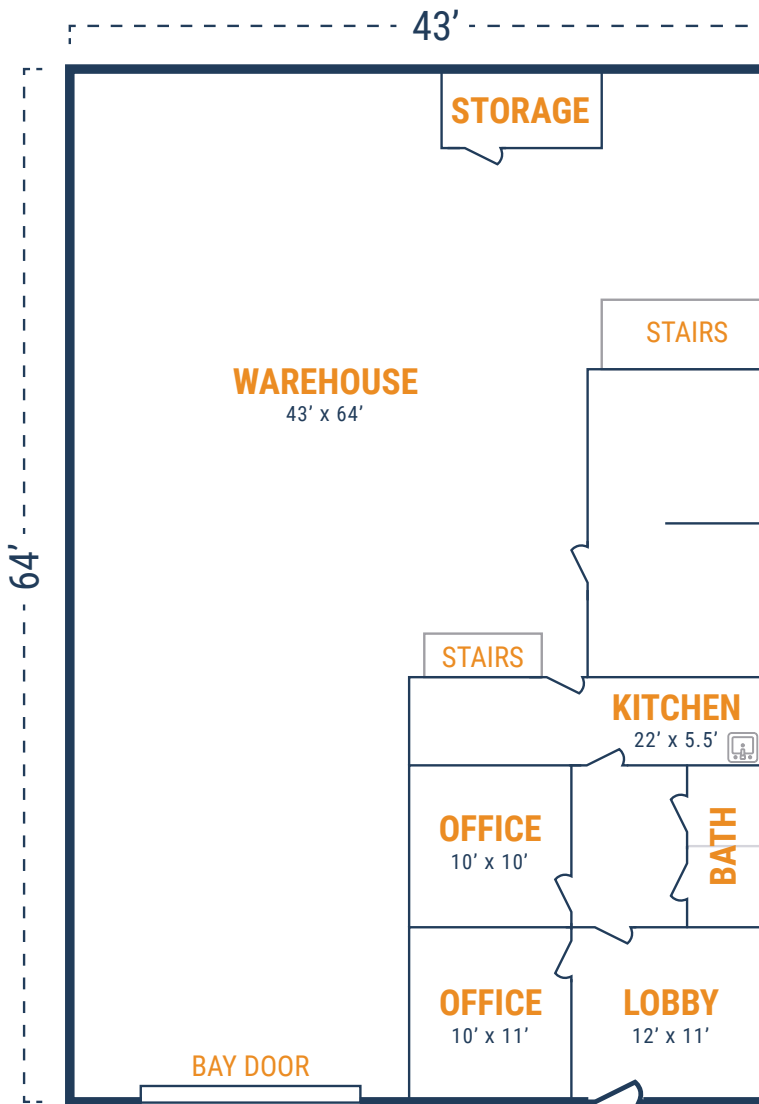 43’
STORAGE
STAIRS
WAREHOUSE
43’ x 64’
64’
STAIRS
KITCHEN
22’ x 5.5’
OFFICE
10’ x 10’
BATH
OFFICE
10’ x 11’
LOBBY
12’ x 11’
BAY DOOR